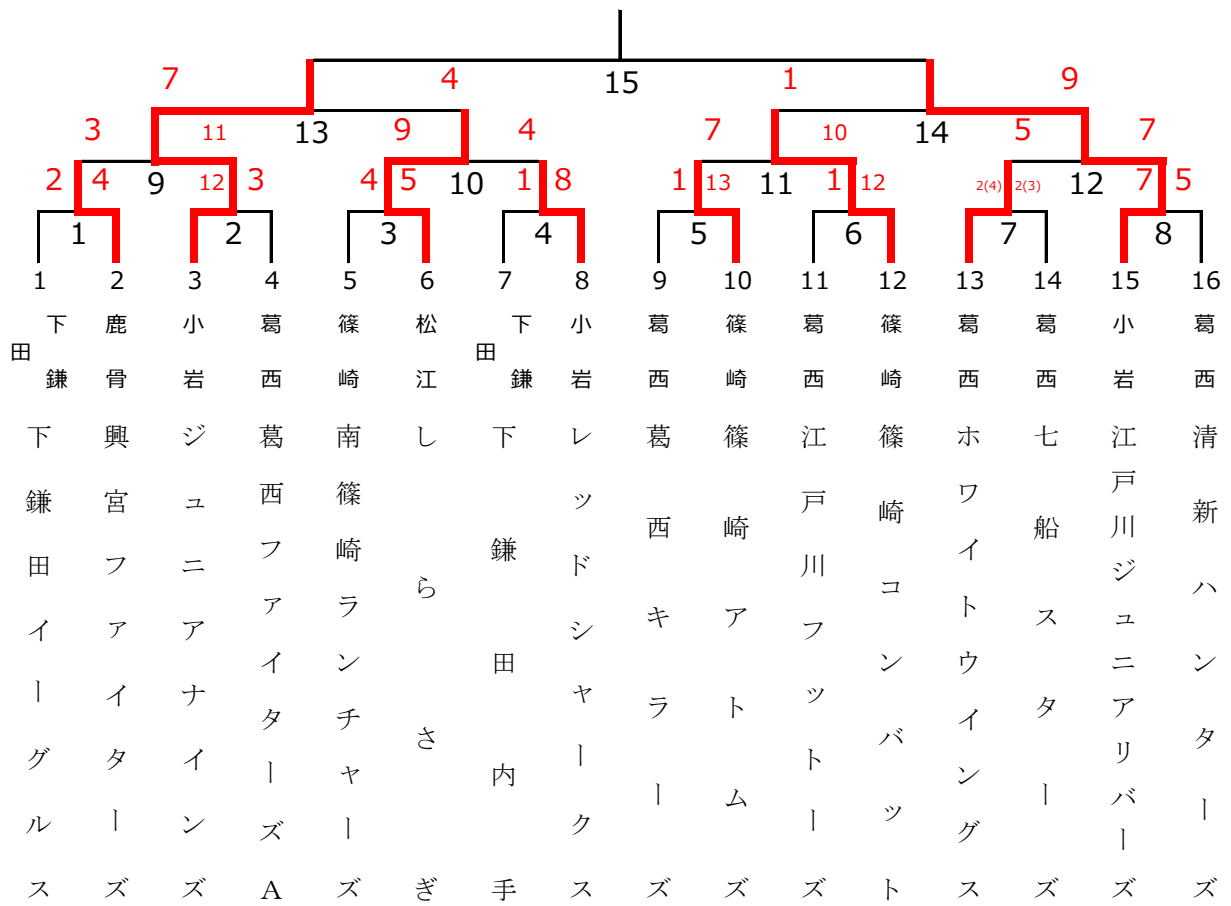 7 4 15 1 9
3 11 13 9 4 7 10 14 5 7
2 4 9 12 3 4 5 10 1 8 1 13 11 1 12 2(4) 2(3) 12 7 5
1 2 3 4 5 6 7 8
1 2 3 4 5 6 7 8 9 10 11 12 13 14 15 16
下鎌田 下鎌田イーグルス
鹿骨 興宮ファイターズ
小岩 ジュニアナインズ
葛西 葛西ファイターズA
篠崎 南篠崎ランチャーズ
松江 しらさぎ
下鎌田 下鎌田内手
小岩 レッドシャークス
葛西 葛西キラーズ
篠崎 篠崎アトムズ
葛西 江戸川フットーズ
篠崎 篠崎コンバット
葛西 ホワイトウイングス
葛西 七船スターズ
小岩 江戸川ジュニアリバーズ
葛西 清新ハンターズ